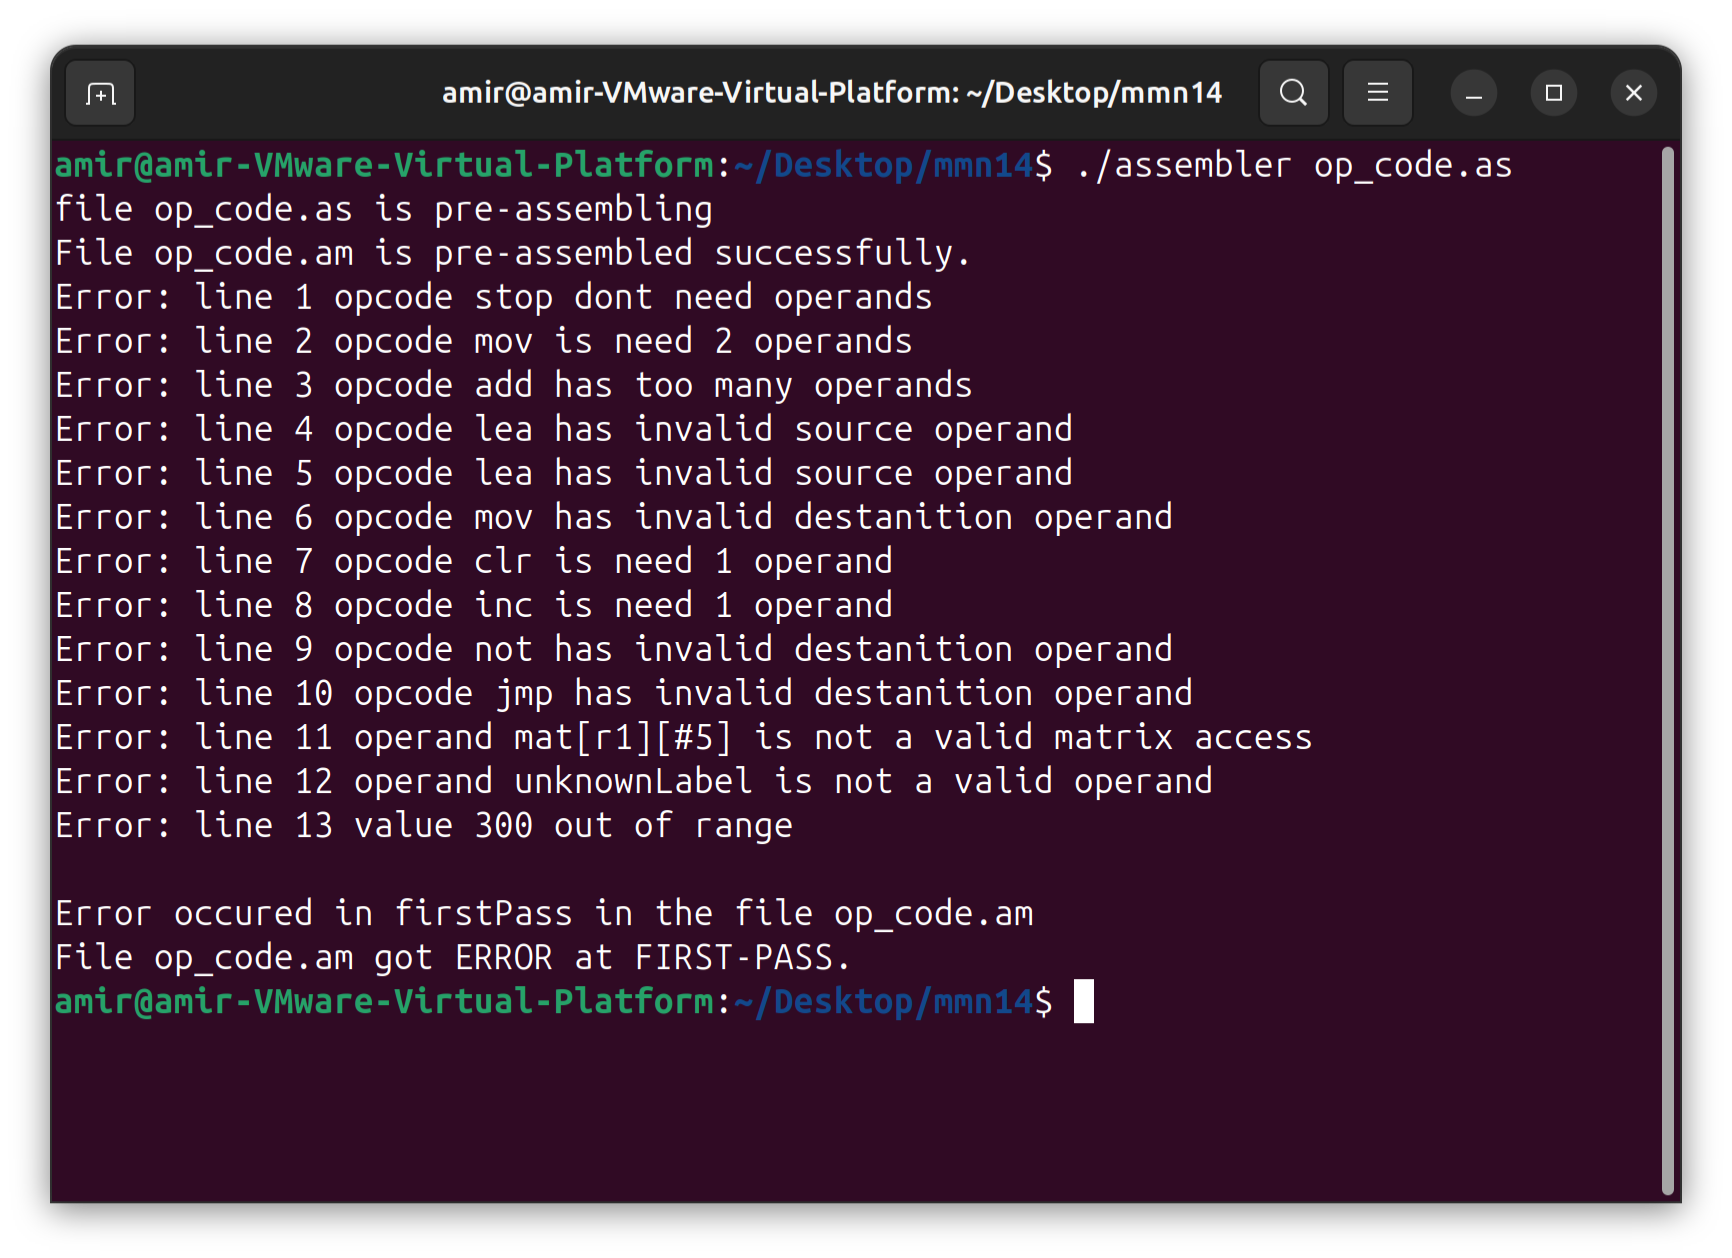 amir@amir-VMware-Virtual-Platform: ~/Desktop/mmn14
amir@amir-VMware-Virtual-Platform:~/Desktop/mmn14$ ./assembler op_code.as
file op_code.as is pre-assembling
File op_code.am is pre-assembled successfully.
Error: line 1 opcode stop dont need operands
Error: line 2 opcode mov is need 2 operands
Error: line 3 opcode add has too many operands
Error: line 4 opcode lea has invalid source operand
Error: line 5 opcode lea has invalid source operand
Error: line 6 opcode mov has invalid destanition operand
Error: line 7 opcode clr is need 1 operand
Error: line 8 opcode inc is need 1 operand
Error: line 9 opcode not has invalid destanition operand
Error: line 10 opcode jmp has invalid destanition operand
Error: line 11 operand mat[r1][#5] is not a valid matrix access
Error: line 12 operand unknownLabel is not a valid operand
Error: line 13 value 300 out of range
Error occured in firstPass in the file op_code.am
File op_code.am got ERROR at FIRST-PASS.
amir@amir-VMware-Virtual-Platform:~/Desktop/mmn14$